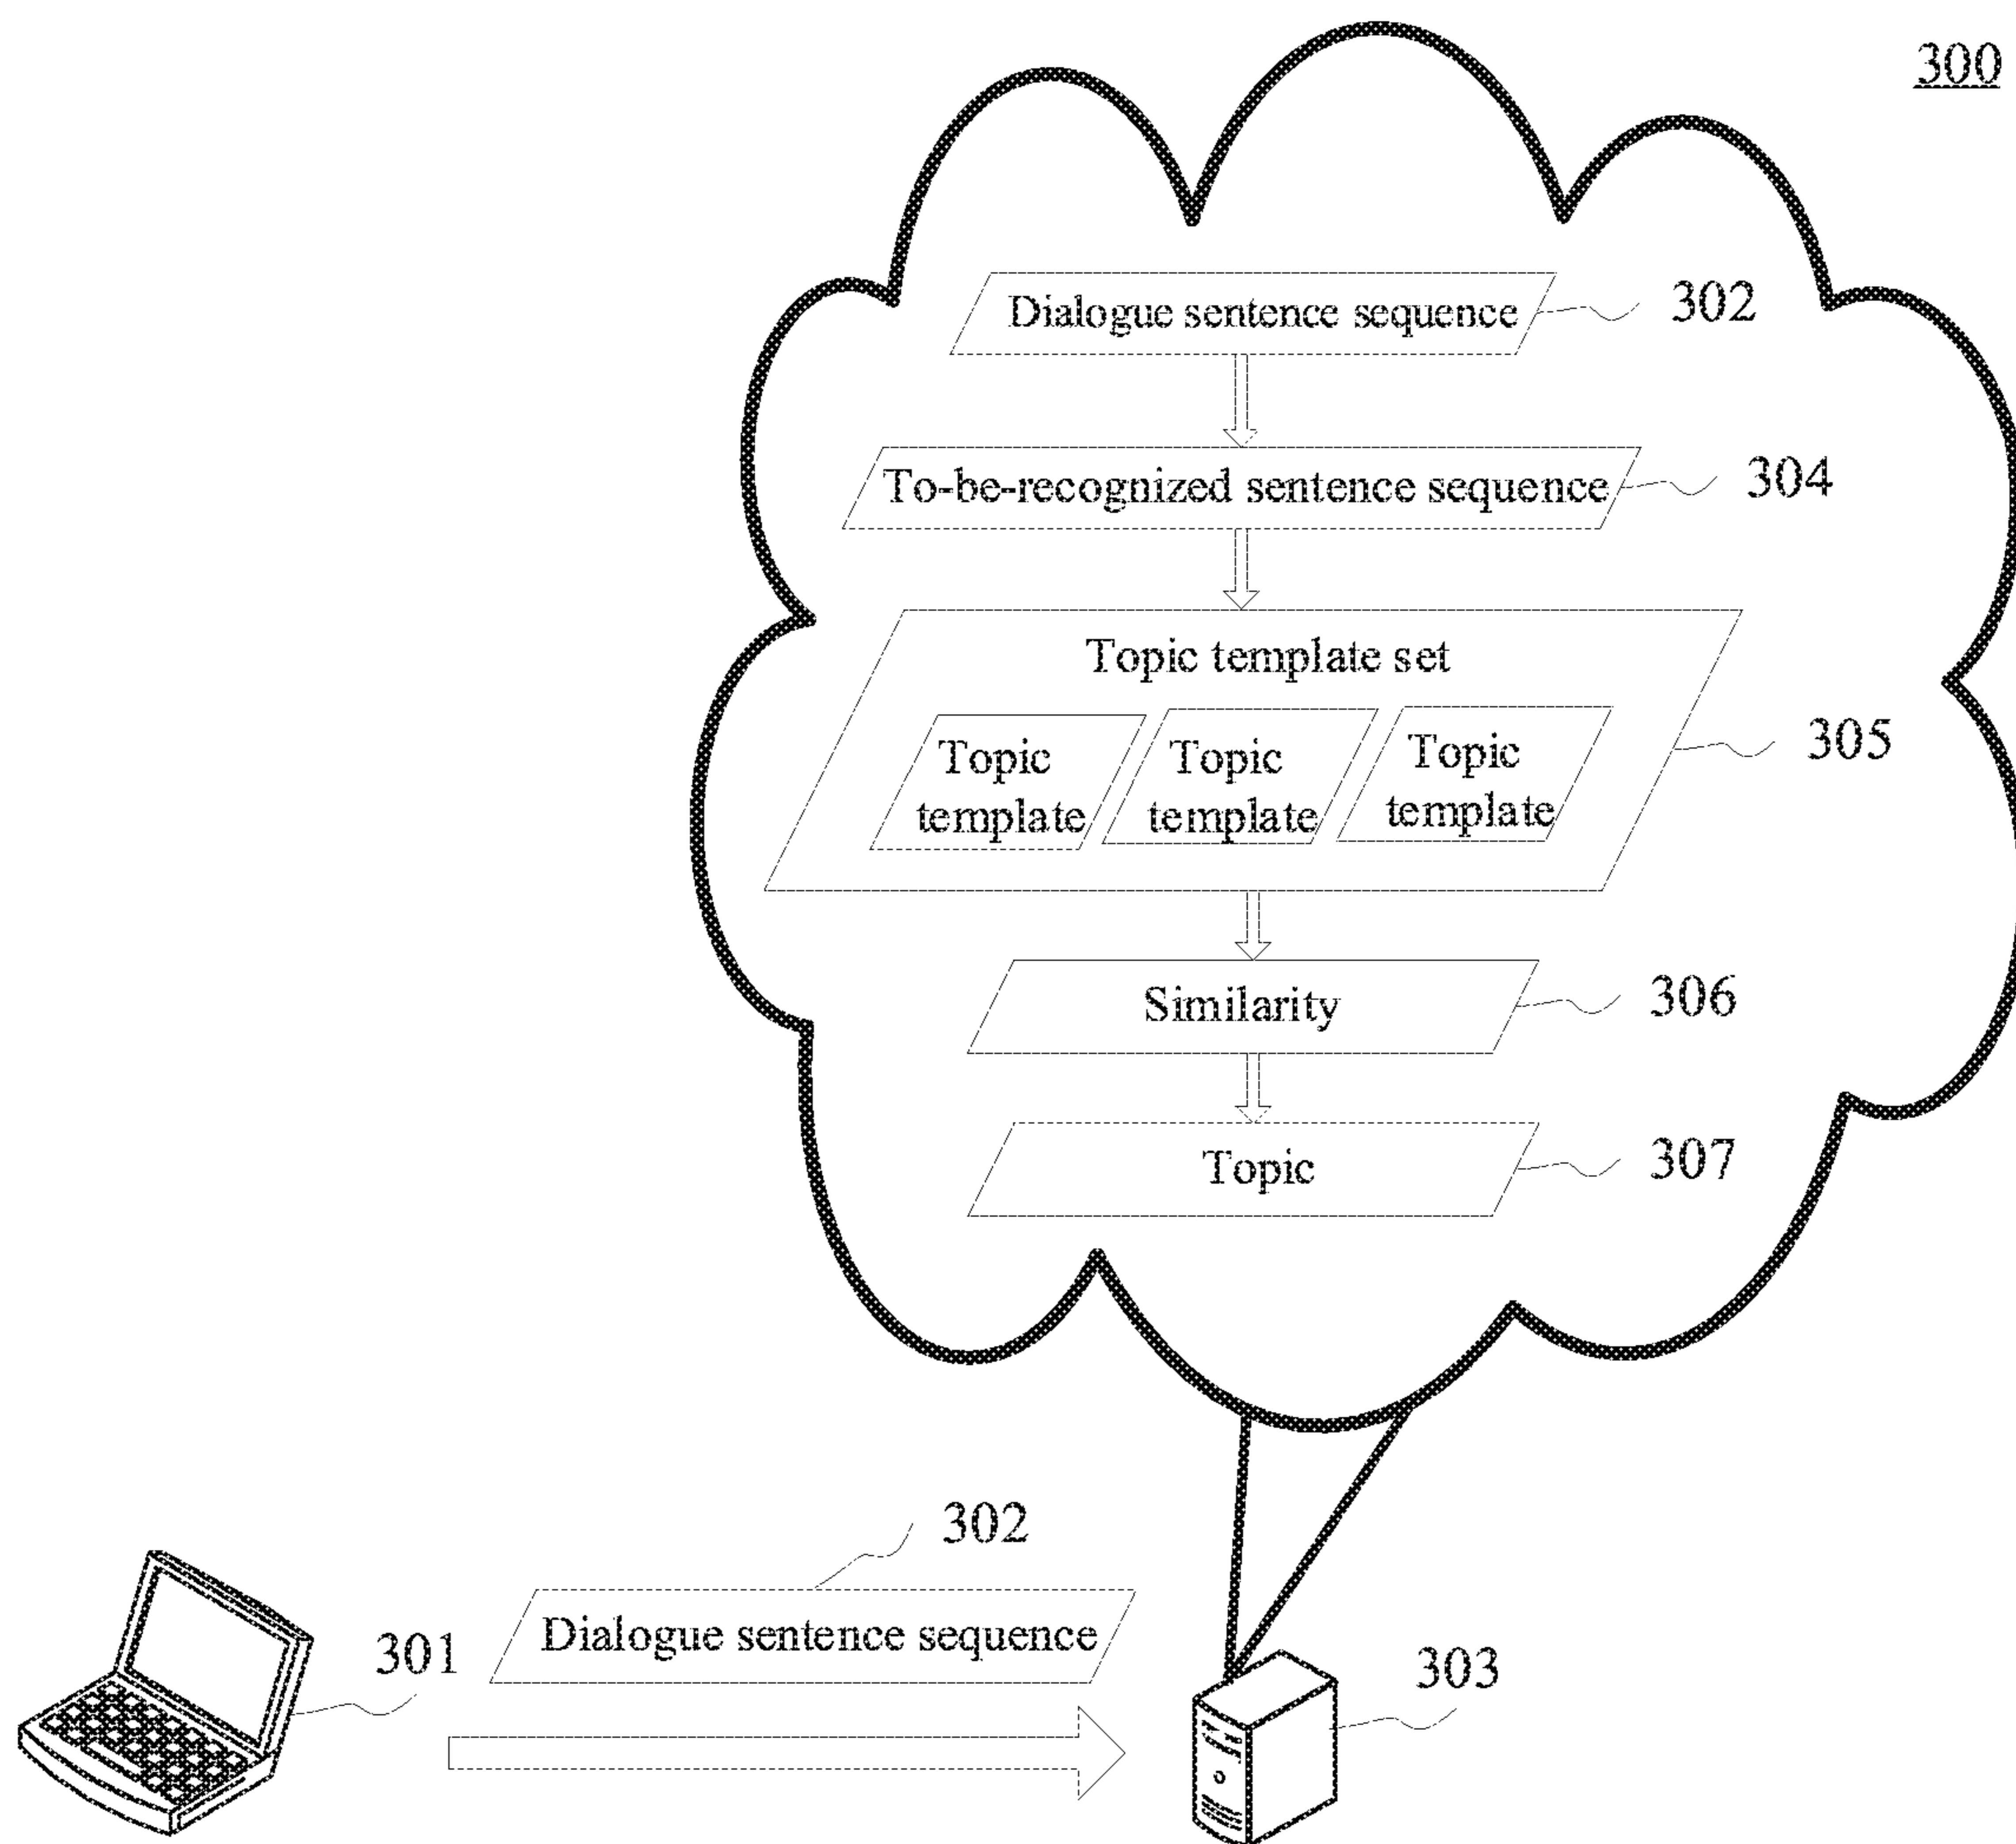 300
Dialogue sentence sequence 302
To-be-recognized sentence sequence 304
Topic template set
305
Topic
template
Topic
template
Topic
template
Similarity 306
Topic 307
302
Dialogue sentence sequence
301
303